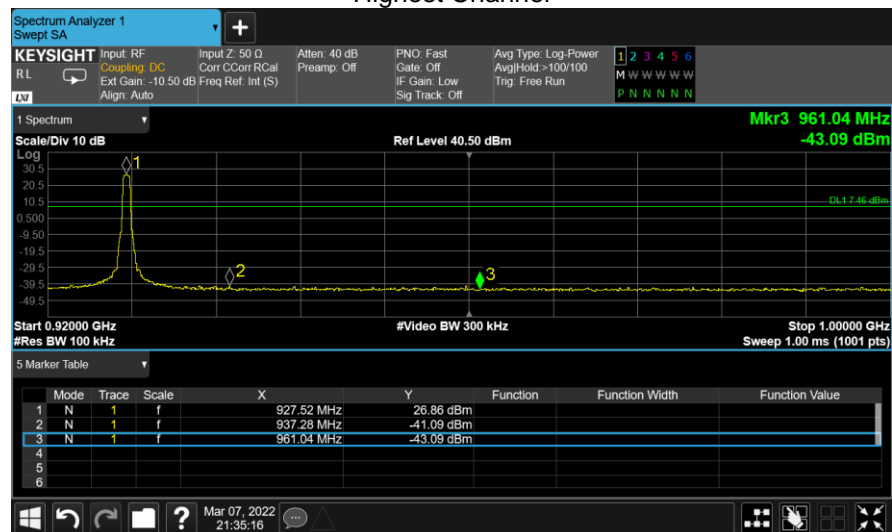 Highest Channel
Spectrum Analyzer 1
Swept SA
+
KEYSIGHT
RL
LXI
Input: RF
Coupling: DC
Ext Gain: -10.50 dB
Align: Auto
Input Z: 50 Ω
Corr CCorr RCal
Freq Ref: Int (S)
Atten: 40 dB
Preamp: Off
PNO: Fast
Gate: Off
IF Gain: Low
Sig Track: Off
Avg Type: Log-Power
Avg|Hold:>100/100
Trig: Free Run
1 2 3 4 5 6
M W W W W W
P N N N N N
1 Spectrum
Mkr3 961.04 MHz
-43.09 dBm
Scale/Div 10 dB
Ref Level 40.50 dBm
Log
30.5
20.5
10.5
0.500
-9.50
-19.5
-29.5
-39.5
-49.5
1
2
3
DL1 7.46 dBm
Start 0.92000 GHz
#Video BW 300 kHz
Stop 1.00000 GHz
#Res BW 100 kHz
Sweep 1.00 ms (1001 pts)
5 Marker Table
Mode Trace Scale X Y Function Function Width Function Value
1 N 1 f 927.52 MHz 26.86 dBm
2 N 1 f 937.28 MHz -41.09 dBm
3 N 1 f 961.04 MHz -43.09 dBm
4
5
6
?
Mar 07, 2022
21:35:16